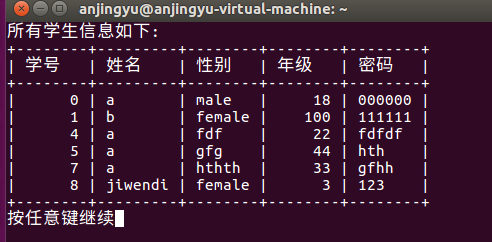 anjingyu@anjingyu-virtual-machine: ~
所有学生信息如下:
+--------+---------+---------+--------+--------+
| 学号 | 姓名 | 性别 | 年级 | 密码 |
+--------+---------+---------+--------+--------+
| 0 | a | male | 18 | 000000 |
| 1 | b | female | 100 | 111111 |
| 4 | a | fdf | 22 | fdfdf |
| 5 | a | gfg | 44 | hth |
| 7 | a | hthth | 33 | gfhh |
| 8 | jiwendi | female | 3 | 123 |
+--------+---------+---------+--------+--------+
按任意键继续